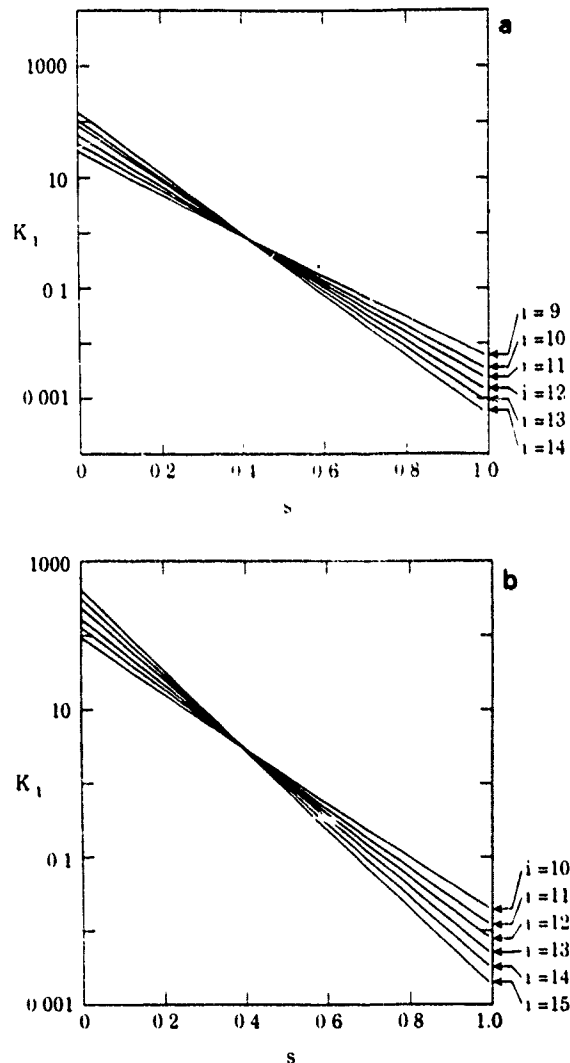 a
1000
10
K₁
0 1
0 001
0 0 2 0 4 0 6 0 8 1.0
s
ı = 9
ı = 10
ı = 11
i = 12
ı = 13
ı = 14
b
1000
10
K₁
0 1
0 001
0 0 2 0 4 0 6 0 8 1.0
s
i = 10
ı = 11
ı = 12
ı = 13
ı = 14
ı = 15